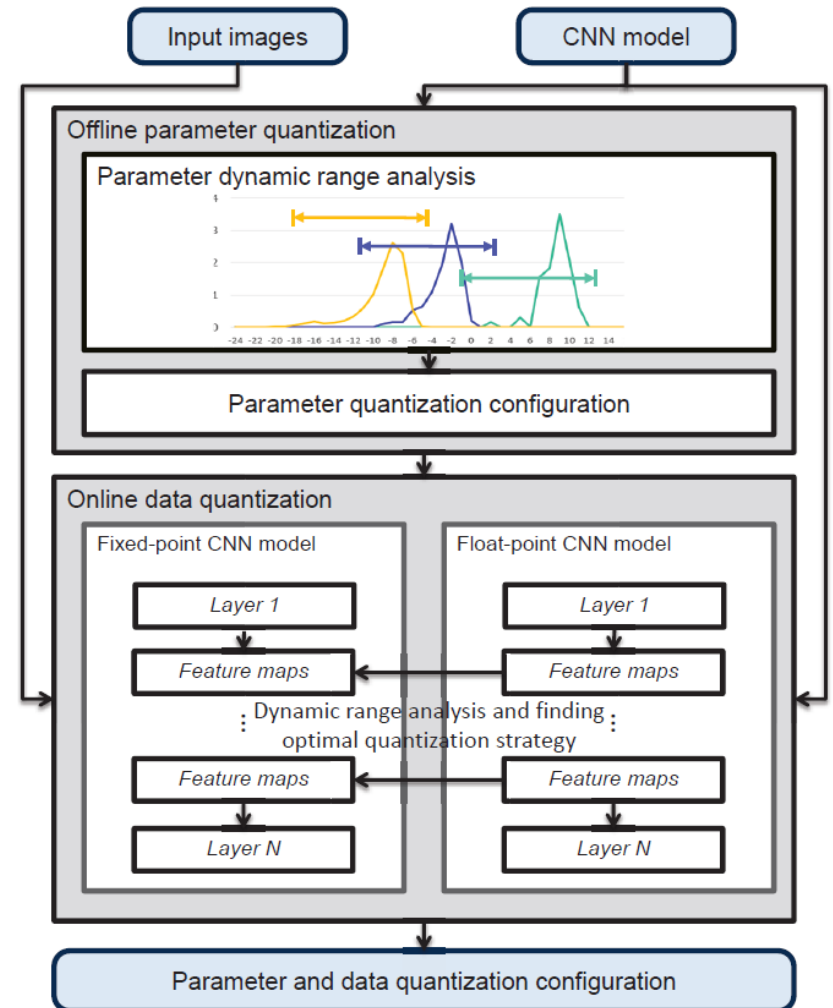 Input images
CNN model
Offline parameter quantization
Parameter dynamic range analysis
4
3
2
1
0
-24 -22 -20 -18 -16 -14 -12 -10 -8 -6 -4 -2 0 2 4 6 8 10 12 14
Parameter quantization configuration
Online data quantization
Fixed-point CNN model
Float-point CNN model
Layer 1
Layer 1
Feature maps
Feature maps
⋮ Dynamic range analysis and finding ⋮
optimal quantization strategy
Feature maps
Feature maps
Layer N
Layer N
Parameter and data quantization configuration